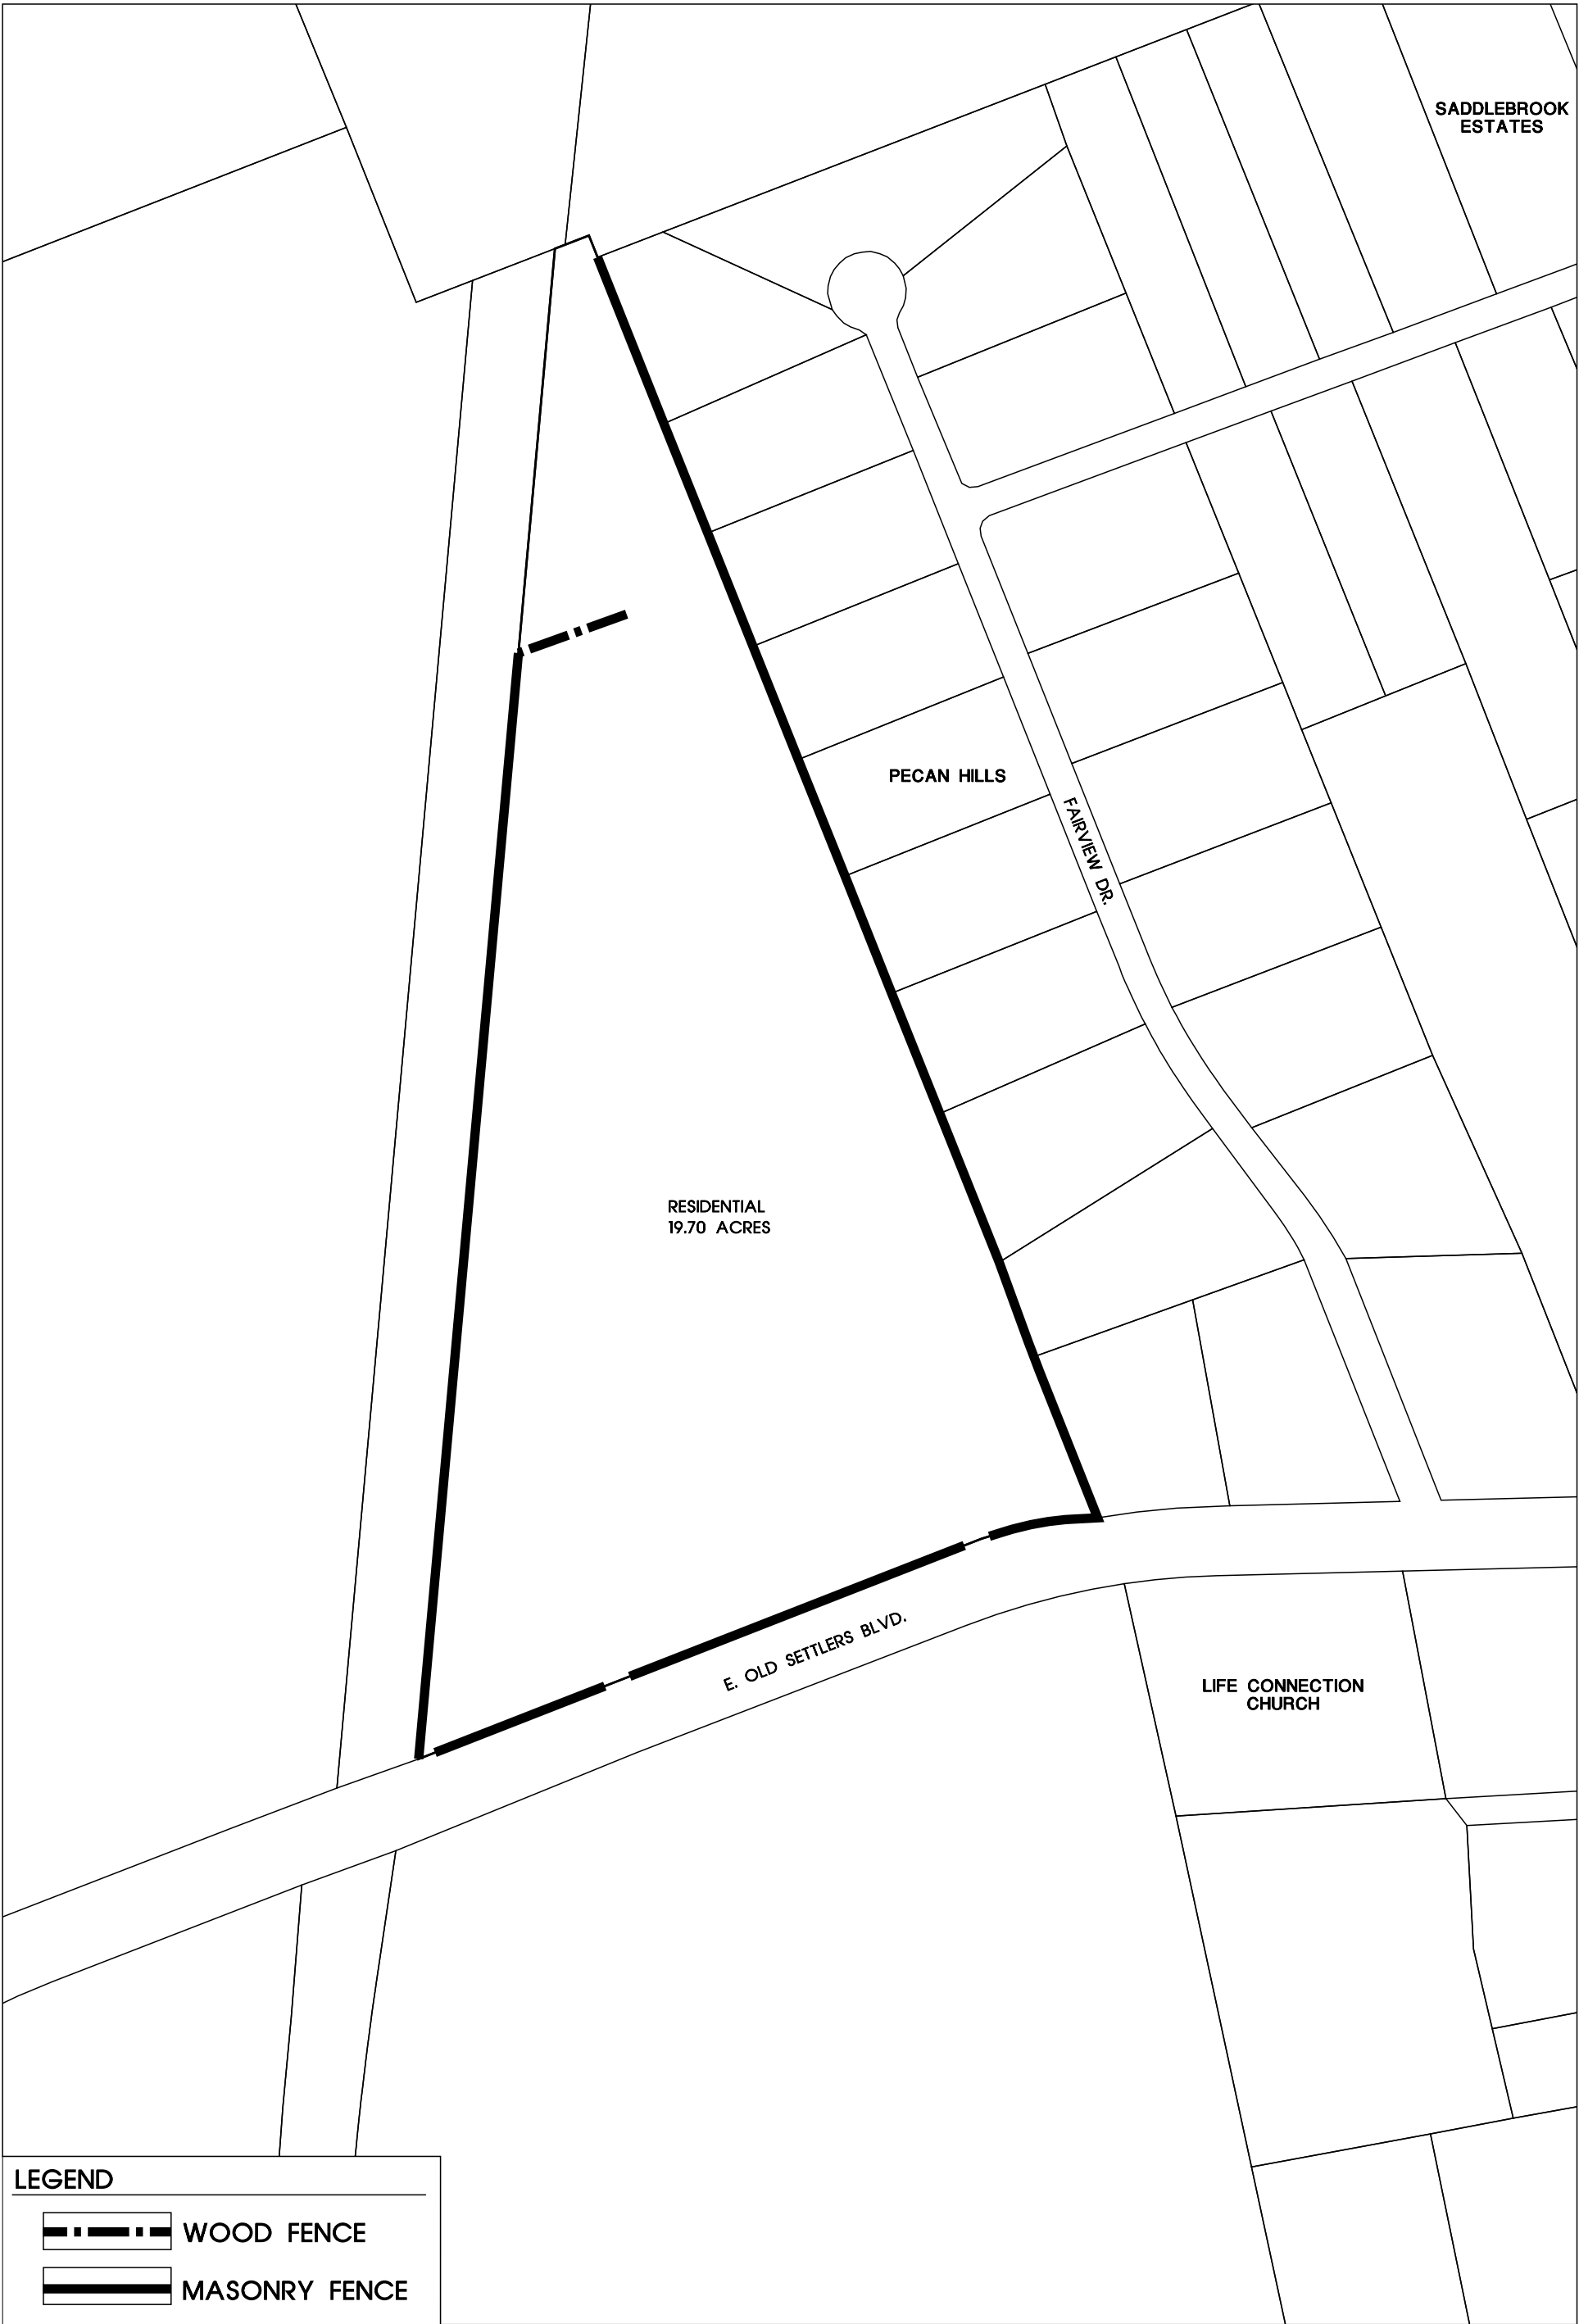 SADDLEBROOK
ESTATES
PECAN HILLS
FAIRVIEW DR.
RESIDENTIAL
19.70 ACRES
E. OLD SETTLERS BLVD.
LIFE CONNECTION
CHURCH
LEGEND
WOOD FENCE
MASONRY FENCE